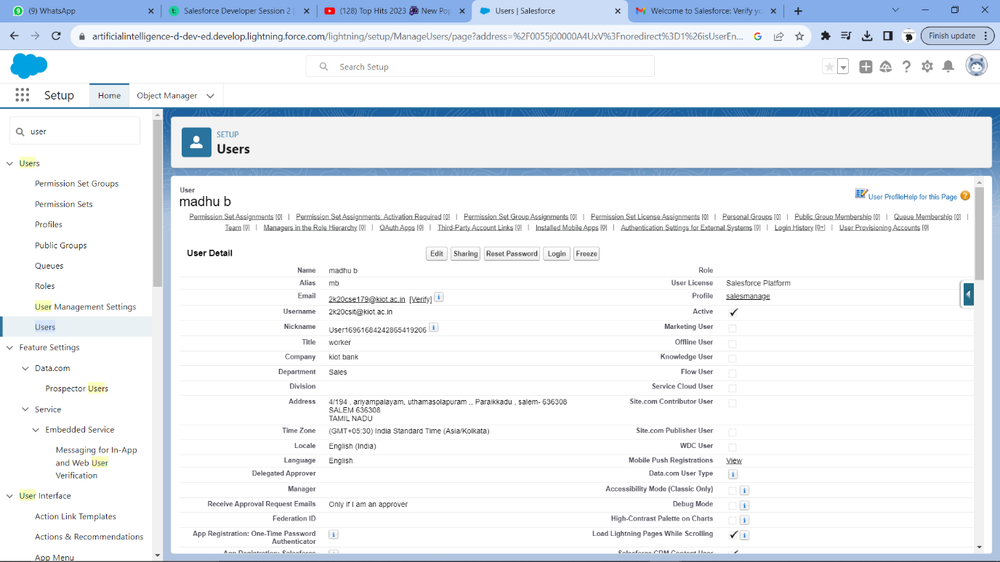 (9) WhatsApp
Salesforce Developer Session 2 |
(128) Top Hits 2023 New Pop
Users | Salesforce
Welcome to Salesforce: Verify yo
artificialintelligence-d-dev-ed.develop.lightning.force.com/lightning/setup/ManageUsers/page?address=%2F0055j00000A4UxV%3Fnoredirect%3D1%26isUserEn...
Finish update
Search Setup
Setup
Home
Object Manager
user
Users
Permission Set Groups
Permission Sets
Profiles
Public Groups
Queues
Roles
User Management Settings
Users
Feature Settings
Data.com
Prospector Users
Service
Embedded Service
Messaging for In-App
and Web User
Verification
User Interface
Action Link Templates
Actions & Recommendations
App Menu
SETUP
Users
User
madhu b
User Profile Help for this Page
Permission Set Assignments [0] | Permission Set Assignments: Activation Required [0] | Permission Set Group Assignments [0] | Permission Set License Assignments [0] | Personal Groups [0] | Public Group Membership [0] | Queue Membership [0] |
Team [0] | Managers in the Role Hierarchy [0] | OAuth Apps [0] | Third-Party Account Links [0] | Installed Mobile Apps [0] | Authentication Settings for External Systems [0] | Login History [0+] | User Provisioning Accounts [0]
User Detail Edit Sharing Reset Password Login Freeze
Name madhu b Role
Alias mb User License Salesforce Platform
Email 2k20cse179@kiot.ac.in [Verify] Profile salesmanage
Username 2k20csit@kiot.ac.in Active
Nickname User16961684242865419206 Marketing User
Title worker Offline User
Company kiot bank Knowledge User
Department Sales Flow User
Division Service Cloud User
Address 4/194 , ariyampalayam, uthamasolapuram ,, Paraikkadu , salem- 636308 Site.com Contributor User
SALEM 636308
TAMIL NADU
Time Zone (GMT+05:30) India Standard Time (Asia/Kolkata) Site.com Publisher User
Locale English (India) WDC User
Language English Mobile Push Registrations View
Delegated Approver Data.com User Type
Manager Accessibility Mode (Classic Only)
Receive Approval Request Emails Only if I am an approver Debug Mode
Federation ID High-Contrast Palette on Charts
App Registration: One-Time Password Load Lightning Pages While Scrolling
Authenticator
App Registration: Salesforce Salesforce CRM Content User